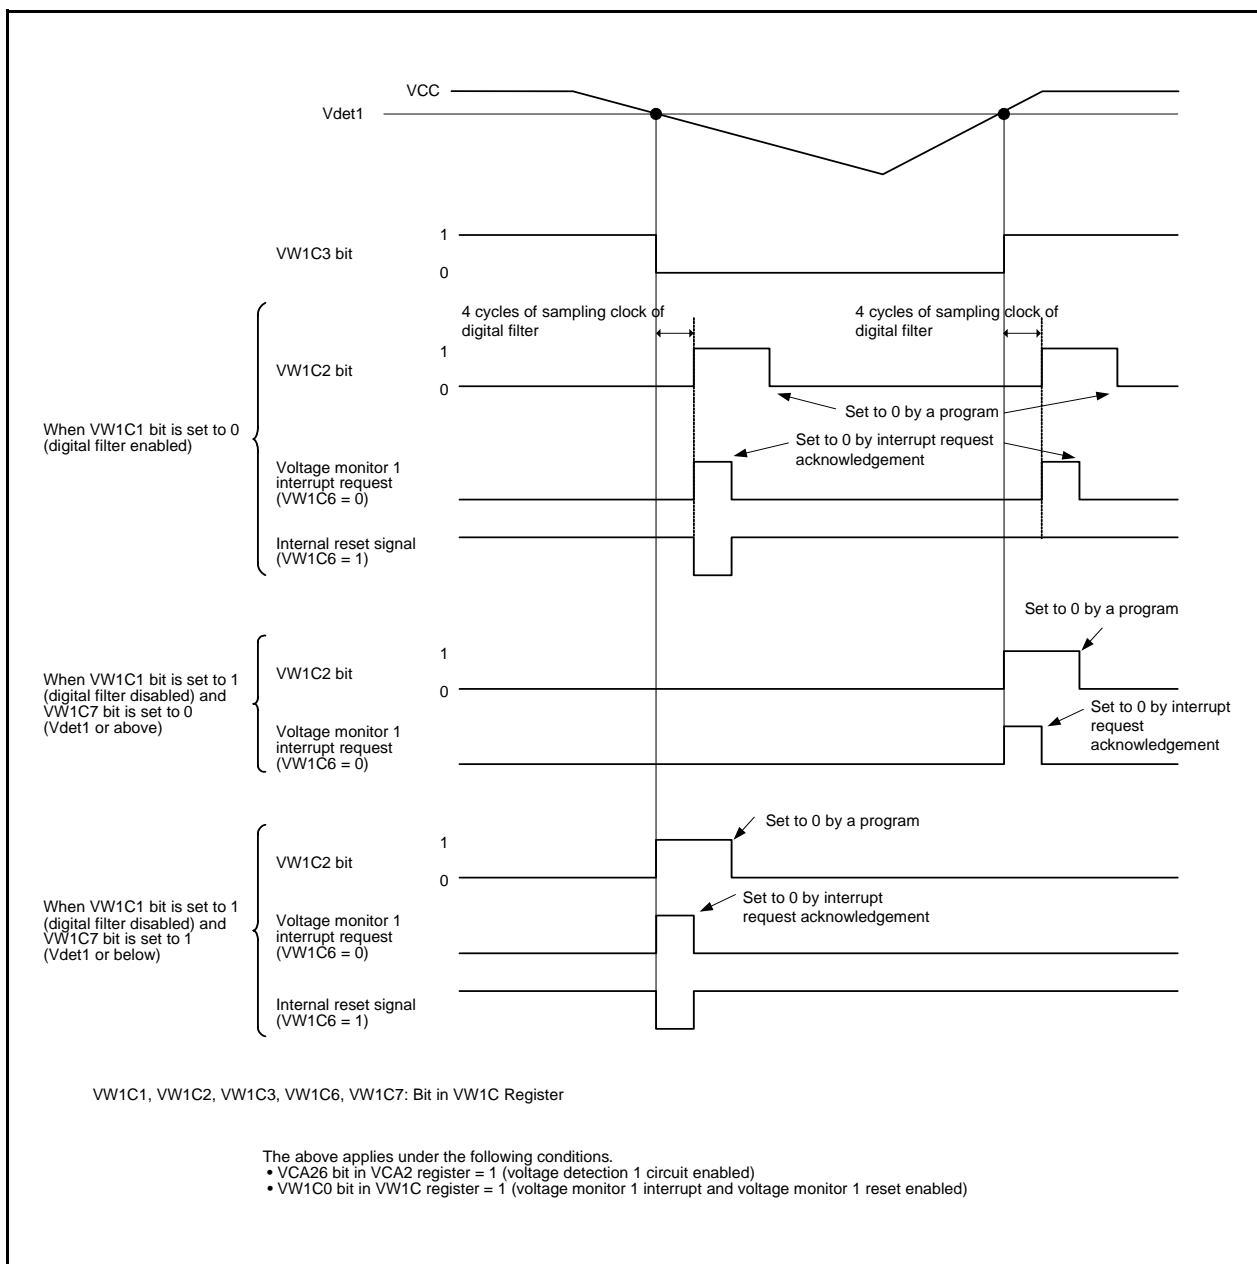 VCC
Vdet1
1
VW1C3 bit
0
4 cycles of sampling clock of
digital filter
4 cycles of sampling clock of
digital filter
1
VW1C2 bit
0
Set to 0 by a program
When VW1C1 bit is set to 0
(digital filter enabled)
Set to 0 by interrupt request
acknowledgement
Voltage monitor 1
interrupt request
(VW1C6 = 0)
Internal reset signal
(VW1C6 = 1)
Set to 0 by a program
1
VW1C2 bit
0
When VW1C1 bit is set to 1
(digital filter disabled) and
VW1C7 bit is set to 0
(Vdet1 or above)
Set to 0 by interrupt
request
acknowledgement
Voltage monitor 1
interrupt request
(VW1C6 = 0)
Set to 0 by a program
1
VW1C2 bit
0
Set to 0 by interrupt
request acknowledgement
When VW1C1 bit is set to 1
(digital filter disabled) and
VW1C7 bit is set to 1
(Vdet1 or below)
Voltage monitor 1
interrupt request
(VW1C6 = 0)
Internal reset signal
(VW1C6 = 1)
VW1C1, VW1C2, VW1C3, VW1C6, VW1C7: Bit in VW1C Register
The above applies under the following conditions.
• VCA26 bit in VCA2 register = 1 (voltage detection 1 circuit enabled)
• VW1C0 bit in VW1C register = 1 (voltage monitor 1 interrupt and voltage monitor 1 reset enabled)